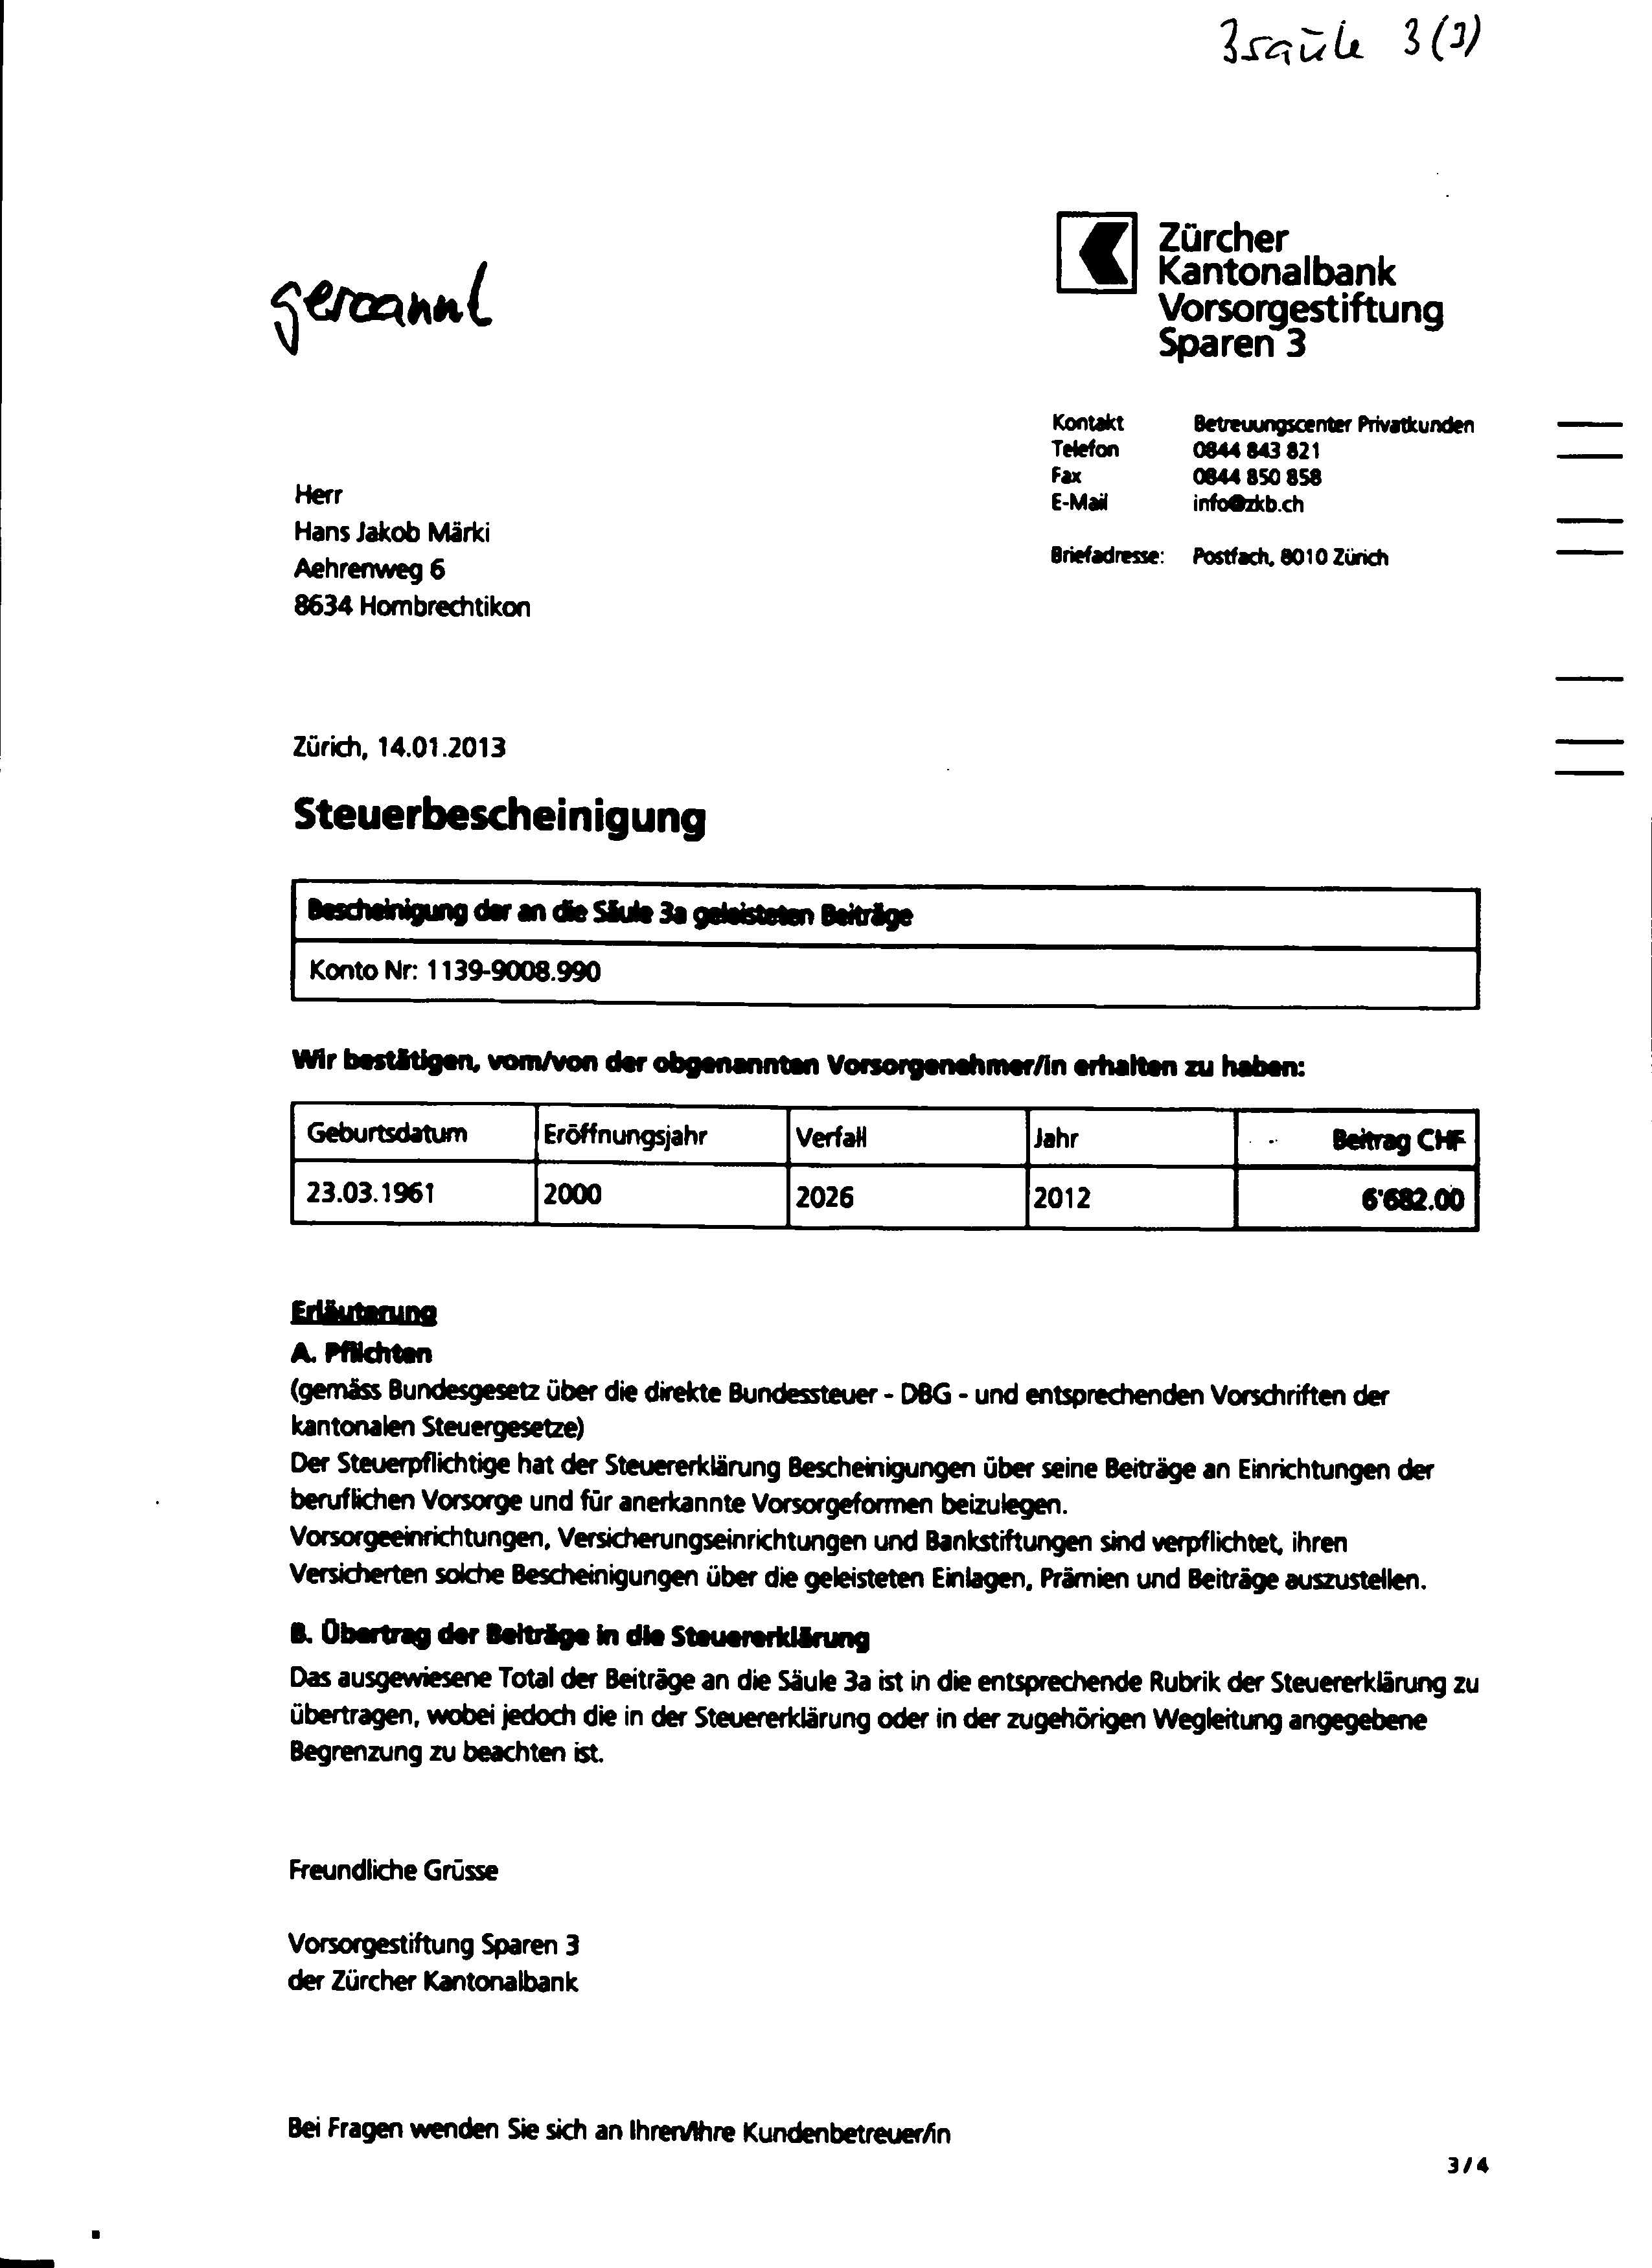 3säule 3(3)
gescannt
Zürcher
Kantonalbank
Vorsorgestiftung
Sparen 3
Kontakt Betreuungscenter Privatkunden
Telefon 0844 843 821
Fax 0844 850 858
E-Mail info@zkb.ch
Briefadresse: Postfach, 8010 Zürich
Herr
Hans Jakob Märki
Aehrenweg 6
8634 Hombrechtikon
Zürich, 14.01.2013
Steuerbescheinigung
Bescheinigung der an die Säule 3a geleisteten Beiträge
Konto Nr: 1139-9008.990
Wir bestätigen, vom/von der obgenannten Vorsorgenehmer/in erhalten zu haben:
Geburtsdatum Eröffnungsjahr Verfall Jahr Beitrag CHF
23.03.1961 2000 2026 2012 6'682.00
Erläuterung
A. Pflichten
(gemäss Bundesgesetz über die direkte Bundessteuer - DBG - und entsprechenden Vorschriften der
kantonalen Steuergesetze)
Der Steuerpflichtige hat der Steuererklärung Bescheinigungen über seine Beiträge an Einrichtungen der
beruflichen Vorsorge und für anerkannte Vorsorgeformen beizulegen.
Vorsorgeeinrichtungen, Versicherungseinrichtungen und Bankstiftungen sind verpflichtet, ihren
Versicherten solche Bescheinigungen über die geleisteten Einlagen, Prämien und Beiträge auszustellen.
B. Übertrag der Beiträge in die Steuererklärung
Das ausgewiesene Total der Beiträge an die Säule 3a ist in die entsprechende Rubrik der Steuererklärung zu
übertragen, wobei jedoch die in der Steuererklärung oder in der zugehörigen Wegleitung angegebene
Begrenzung zu beachten ist.
Freundliche Grüsse
Vorsorgestiftung Sparen 3
der Zürcher Kantonalbank
Bei Fragen wenden Sie sich an Ihren/Ihre Kundenbetreuer/in
3 / 4